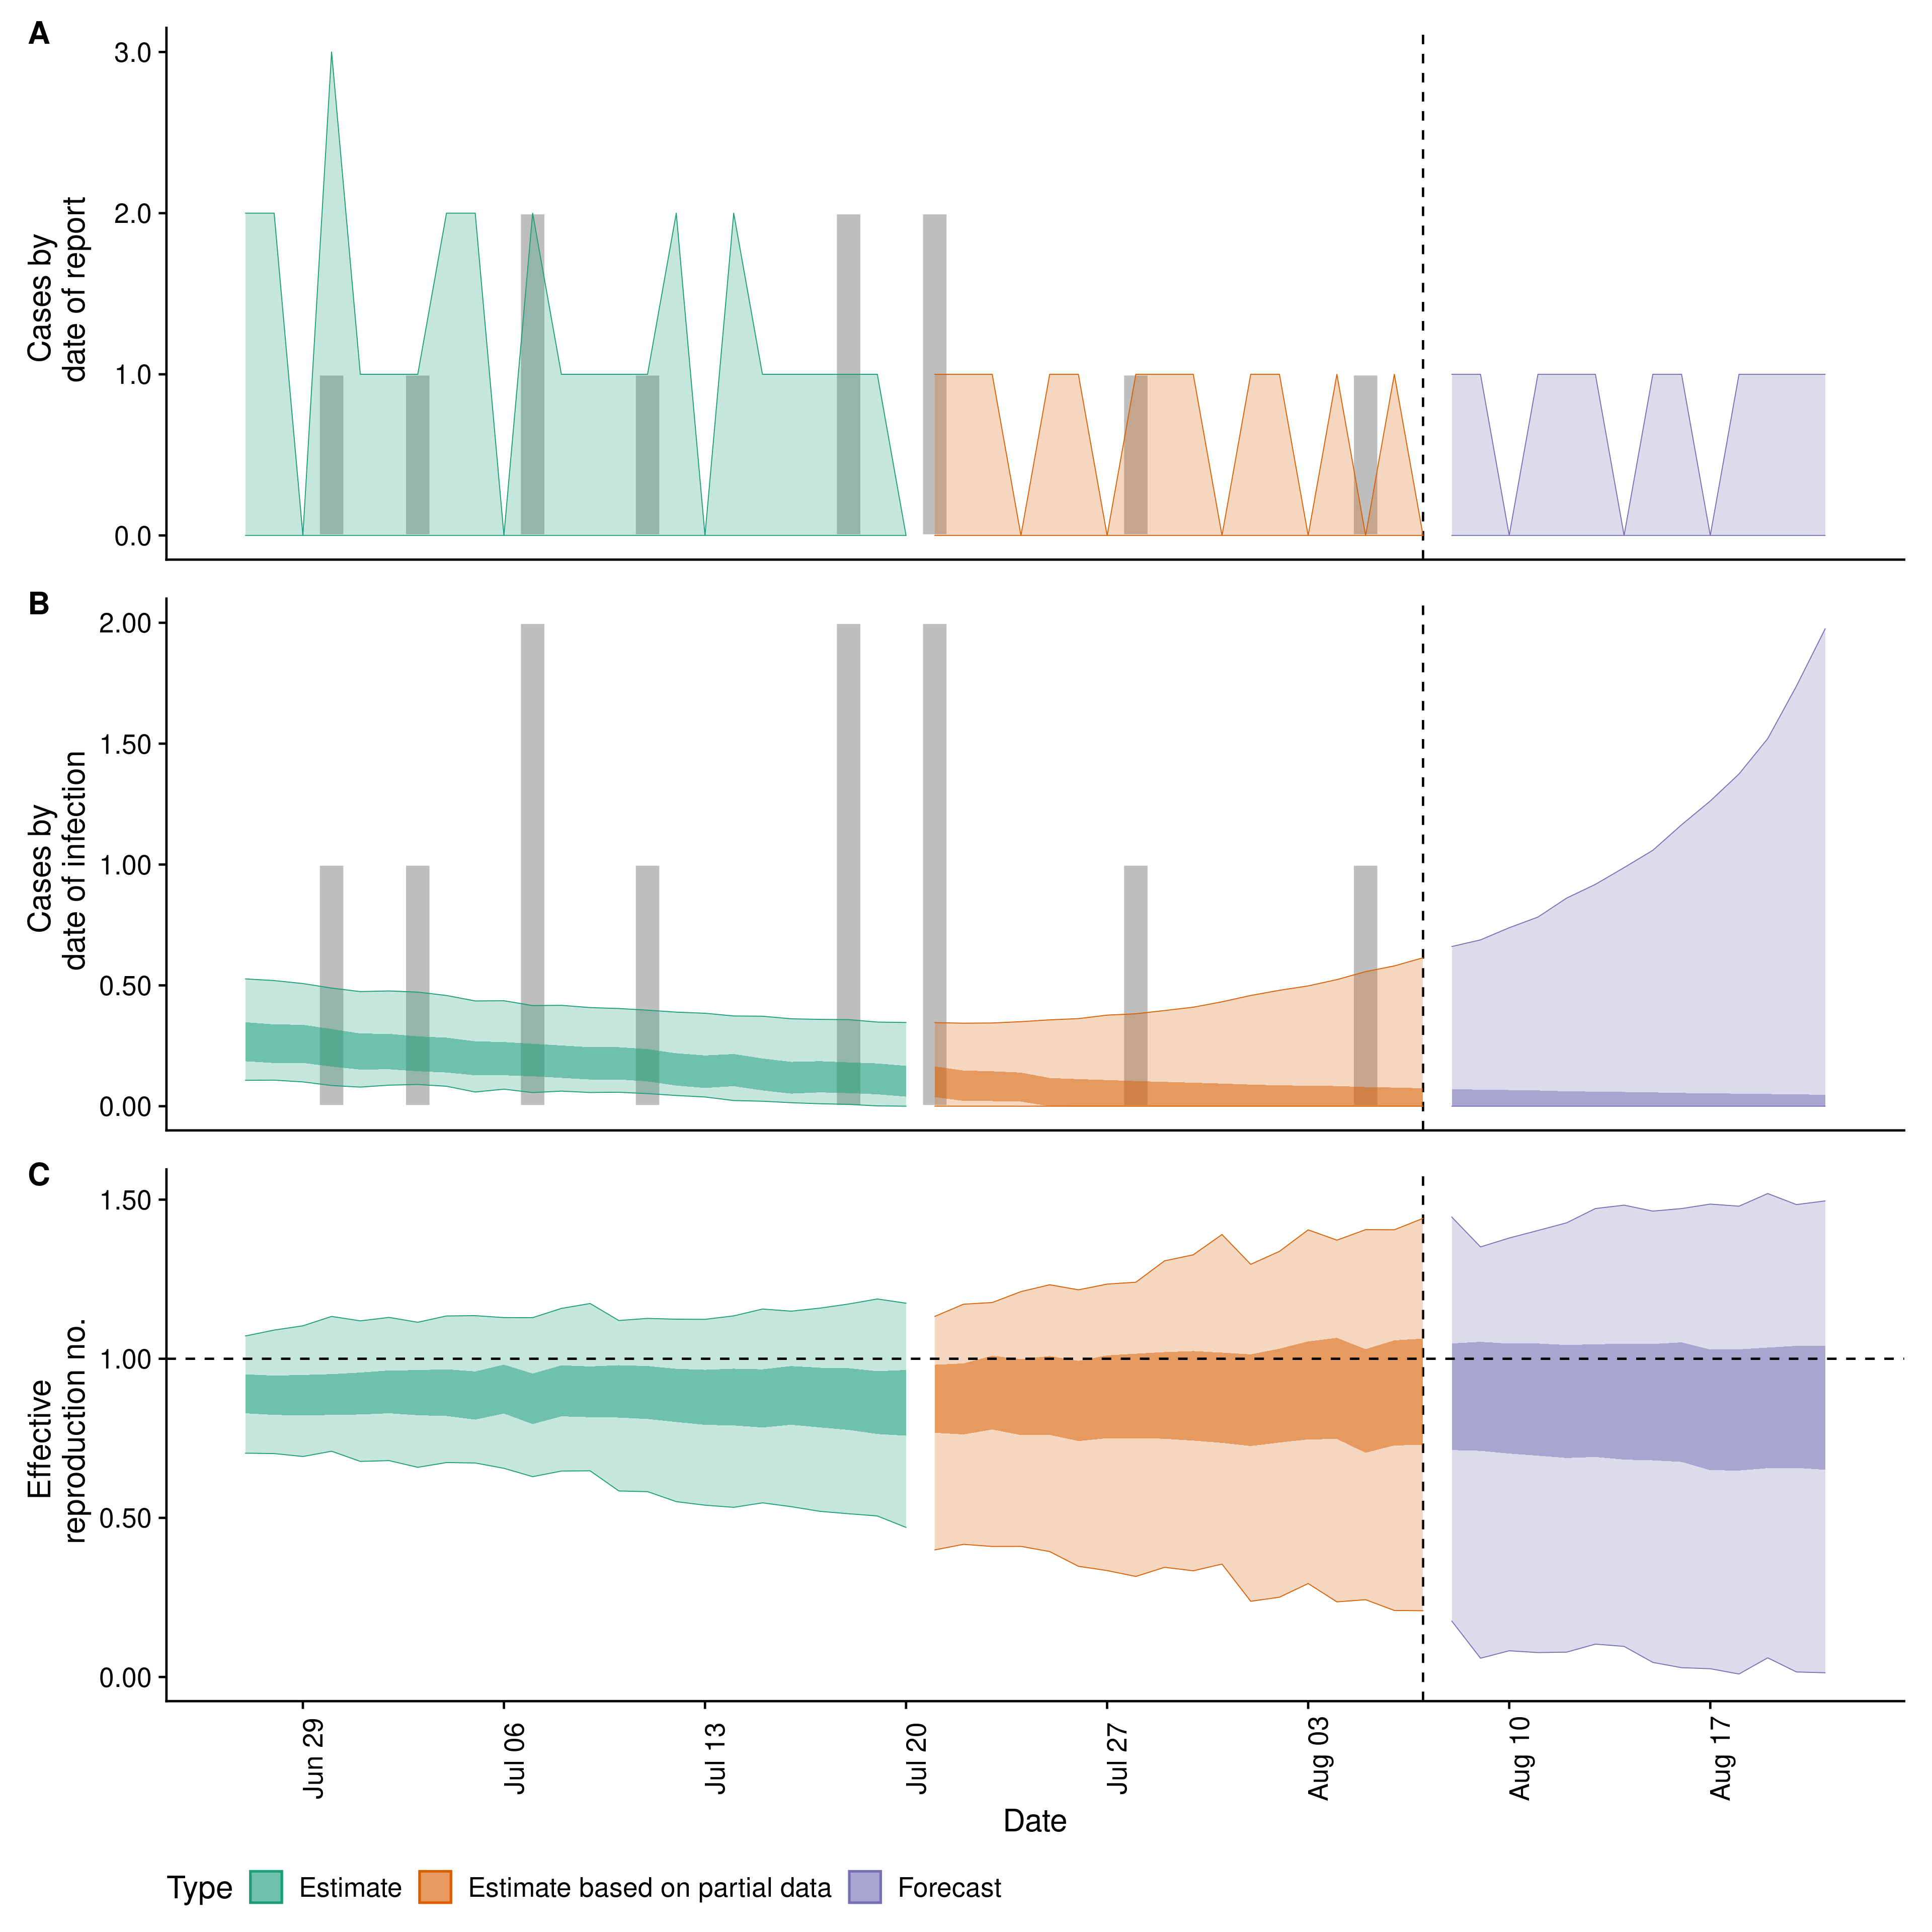 A
3.0
2.0
1.0
0.0
Cases by
date of report
B
2.00
1.50
1.00
0.50
0.00
Cases by
date of infection
C
1.50
1.00
0.50
0.00
Effective
reproduction no.
Jun 29
Jul 06
Jul 13
Jul 20
Jul 27
Aug 03
Aug 10
Aug 17
Date
Type Estimate Estimate based on partial data Forecast